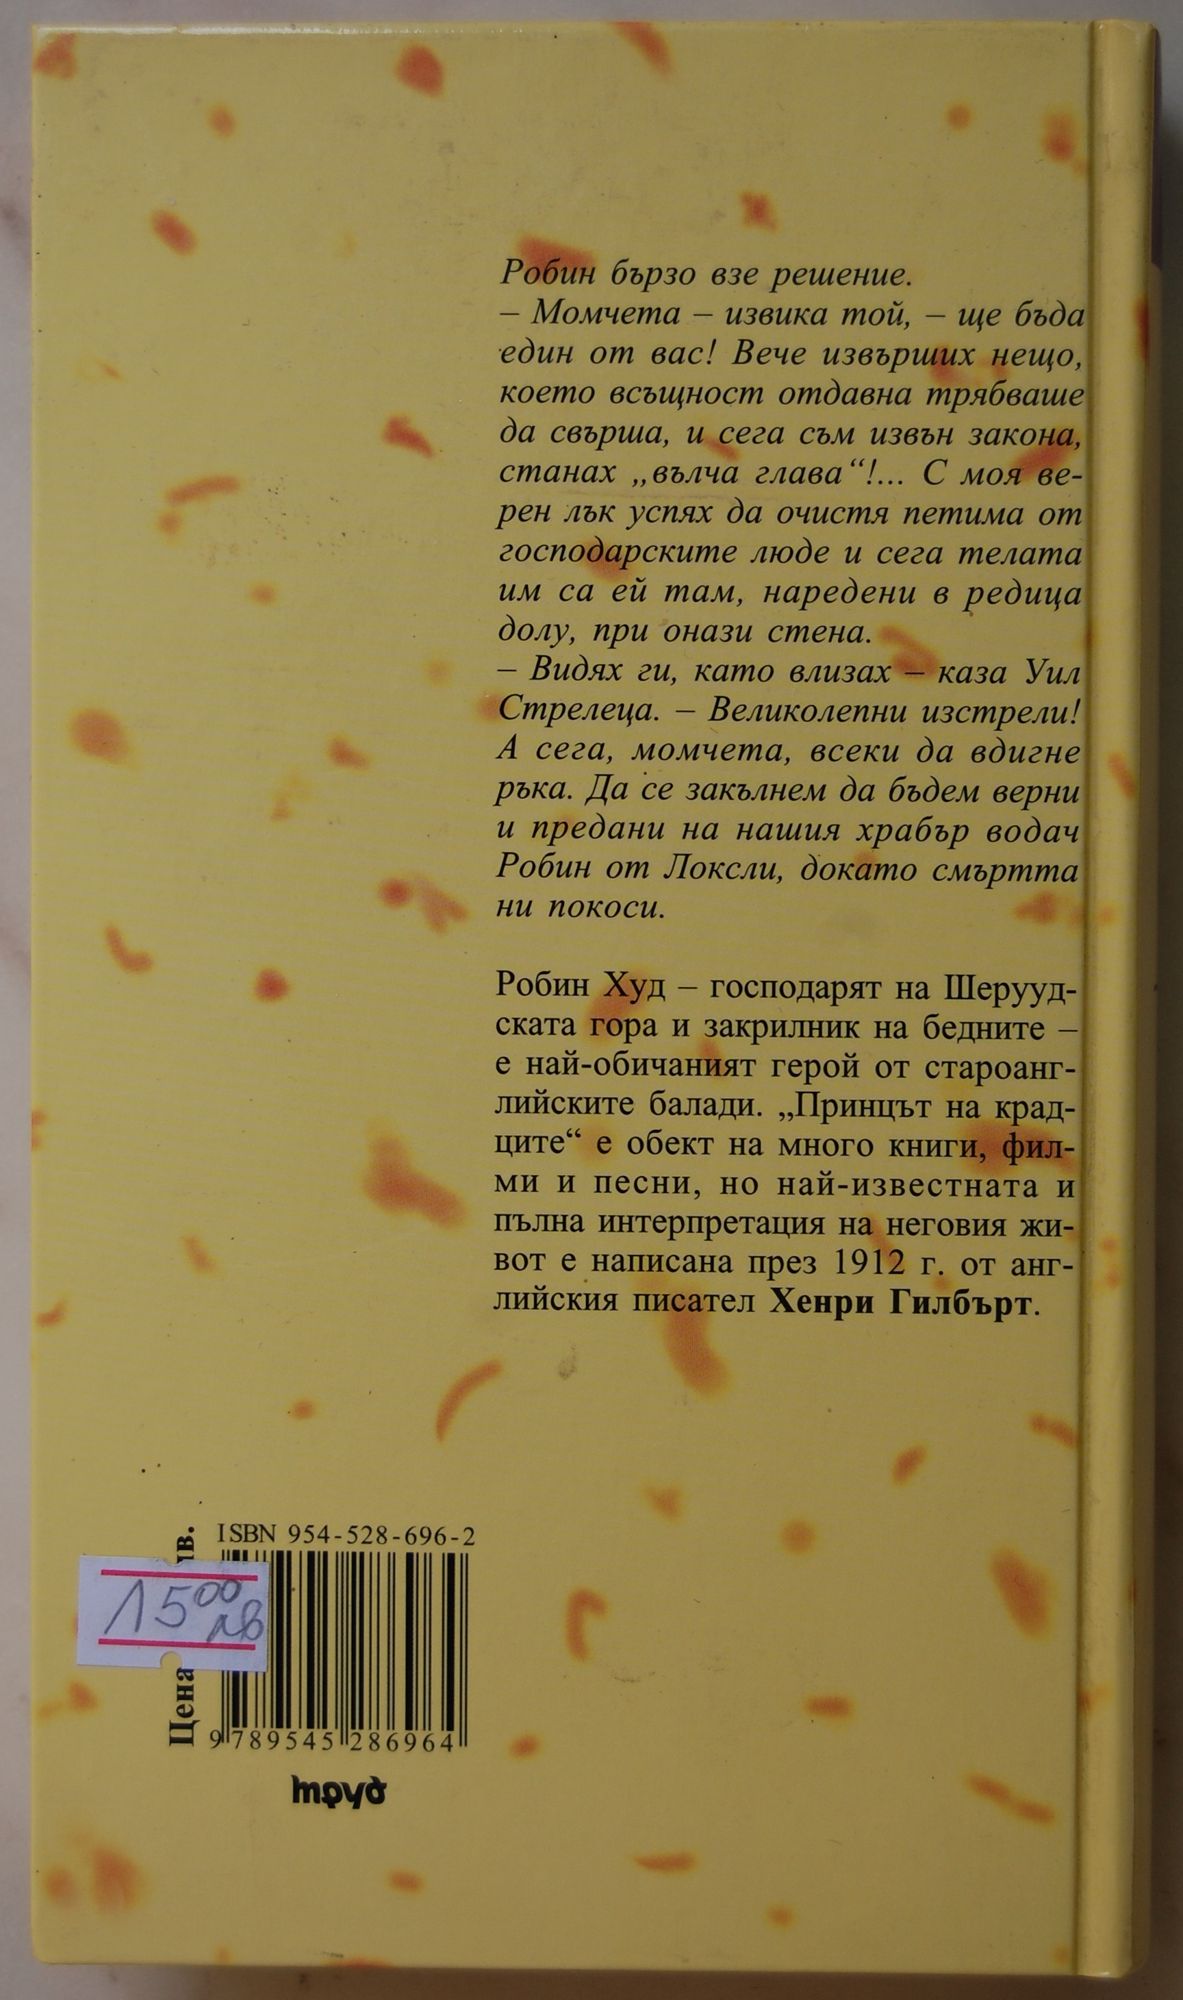 Робин бързо взе решение.
– Момчета – извика той, – ще бъда
един от вас! Вече извърших нещо,
което всъщност отдавна трябваше
да свърша, и сега съм извън закона,
станах „вълча глава“!... С моя ве-
рен лък успях да очистя петима от
господарските люде и сега телата
им са ей там, наредени в редица
долу, при онази стена.
– Видях ги, като влизах – каза Уил
Стрелеца. – Великолепни изстрели!
А сега, момчета, всеки да вдигне
ръка. Да се закълнем да бъдем верни
и предани на нашия храбър водач
Робин от Локсли, докато смъртта
ни покоси.
Робин Худ – господарят на Шерууд-
ската гора и закрилник на бедните –
е най-обичаният герой от староанг-
лийските балади. „Принцът на крад-
ците“ е обект на много книги, фил-
ми и песни, но най-известната и
пълна интерпретация на неговия жи-
вот е написана през 1912 г. от анг-
лийския писател Хенри Гилбърт.
ISBN 954-528-696-2
Цена лв.
15 00 лв
9 789545 286964
труд